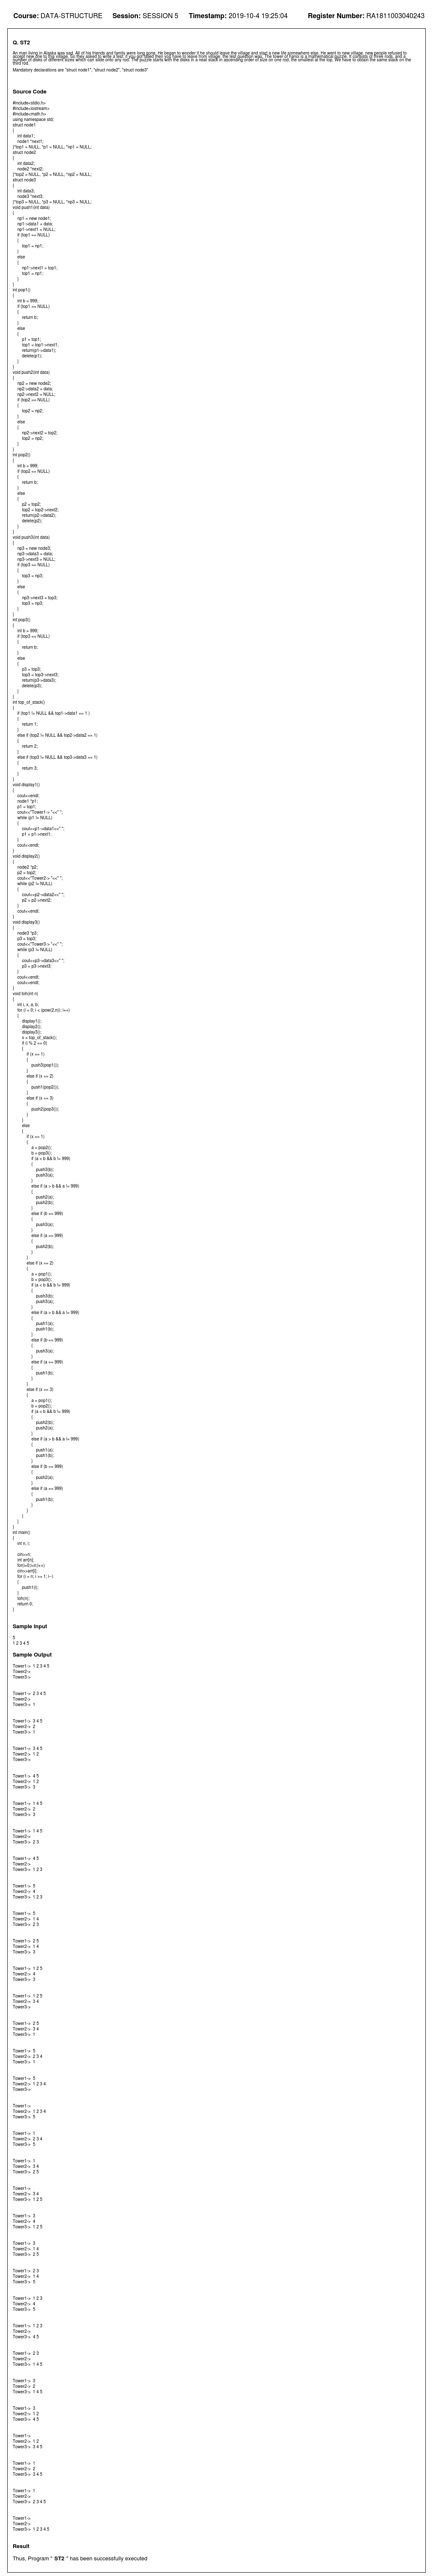 Course: DATA-STRUCTURE Session: SESSION 5 Timestamp: 2019-10-4 19:25:04 Register Number: RA1811003040243
Q. ST2
An man living in Alaska was sad. All of his friends and family were long gone. He began to wonder if he should leave the village and start a new life somewhere else. He went to new village, new people refused to
accept new one to this village. So they asked to write a test. If you got failed then you have to leave from village. the last question was, The tower of hanoi is a mathematical puzzle. It consists of three rods, and a
number of disks of different sizes which can slide onto any rod. The puzzle starts with the disks in a neat stack in ascending order of size on one rod, the smallest at the top. We have to obtain the same stack on the
third rod.
Mandatory declarations are "struct node1", "struct node2", "struct node3"
Source Code
#include<stdio.h>
#include<iostream>
#include<math.h>
using namespace std;
struct node1
{
int data1;
node1 *next1;
}*top1 = NULL, *p1 = NULL, *np1 = NULL;
struct node2
{
int data2;
node2 *next2;
}*top2 = NULL, *p2 = NULL, *np2 = NULL;
struct node3
{
int data3;
node3 *next3;
}*top3 = NULL, *p3 = NULL, *np3 = NULL;
void push1(int data)
{
np1 = new node1;
np1->data1 = data;
np1->next1 = NULL;
if (top1 == NULL)
{
top1 = np1;
}
else
{
np1->next1 = top1;
top1 = np1;
}
}
int pop1()
{
int b = 999;
if (top1 == NULL)
{
return b;
}
else
{
p1 = top1;
top1 = top1->next1;
return(p1->data1);
delete(p1);
}
}
void push2(int data)
{
np2 = new node2;
np2->data2 = data;
np2->next2 = NULL;
if (top2 == NULL)
{
top2 = np2;
}
else
{
np2->next2 = top2;
top2 = np2;
}
}
int pop2()
{
int b = 999;
if (top2 == NULL)
{
return b;
}
else
{
p2 = top2;
top2 = top2->next2;
return(p2->data2);
delete(p2);
}
}
void push3(int data)
{
np3 = new node3;
np3->data3 = data;
np3->next3 = NULL;
if (top3 == NULL)
{
top3 = np3;
}
else
{
np3->next3 = top3;
top3 = np3;
}
}
int pop3()
{
int b = 999;
if (top3 == NULL)
{
return b;
}
else
{
p3 = top3;
top3 = top3->next3;
return(p3->data3);
delete(p3);
}
}
int top_of_stack()
{
if (top1 != NULL && top1->data1 == 1 )
{
return 1;
}
else if (top2 != NULL && top2->data2 == 1)
{
return 2;
}
else if (top3 != NULL && top3->data3 == 1)
{
return 3;
}
}
void display1()
{
cout<<endl;
node1 *p1;
p1 = top1;
cout<<"Tower1-> "<<" ";
while (p1 != NULL)
{
cout<<p1->data1<<" ";
p1 = p1->next1;
}
cout<<endl;
}
void display2()
{
node2 *p2;
p2 = top2;
cout<<"Tower2-> "<<" ";
while (p2 != NULL)
{
cout<<p2->data2<<" ";
p2 = p2->next2;
}
cout<<endl;
}
void display3()
{
node3 *p3;
p3 = top3;
cout<<"Tower3-> "<<" ";
while (p3 != NULL)
{
cout<<p3->data3<<" ";
p3 = p3->next3;
}
cout<<endl;
cout<<endl;
}
void toh(int n)
{
int i, x, a, b;
for (i = 0; i < (pow(2,n)); i++)
{
display1();
display2();
display3();
x = top_of_stack();
if (i % 2 == 0)
{
if (x == 1)
{
push3(pop1());
}
else if (x == 2)
{
push1(pop2());
}
else if (x == 3)
{
push2(pop3());
}
}
else
{
if (x == 1)
{
a = pop2();
b = pop3();
if (a < b && b != 999)
{
push3(b);
push3(a);
}
else if (a > b && a != 999)
{
push2(a);
push2(b);
}
else if (b == 999)
{
push3(a);
}
else if (a == 999)
{
push2(b);
}
}
else if (x == 2)
{
a = pop1();
b = pop3();
if (a < b && b != 999)
{
push3(b);
push3(a);
}
else if (a > b && a != 999)
{
push1(a);
push1(b);
}
else if (b == 999)
{
push3(a);
}
else if (a == 999)
{
push1(b);
}
}
else if (x == 3)
{
a = pop1();
b = pop2();
if (a < b && b != 999)
{
push2(b);
push2(a);
}
else if (a > b && a != 999)
{
push1(a);
push1(b);
}
else if (b == 999)
{
push2(a);
}
else if (a == 999)
{
push1(b);
}
}
}
}
}
int main()
{
int n, i;
cin>>n;
int arr[n];
for(i=0;i<n;i++)
cin>>arr[i];
for (i = n; i >= 1; i--)
{
push1(i);
}
toh(n);
return 0;
}
Sample Input
5
1 2 3 4 5
Sample Output
Tower1-> 1 2 3 4 5
Tower2->
Tower3->
Tower1-> 2 3 4 5
Tower2->
Tower3-> 1
Tower1-> 3 4 5
Tower2-> 2
Tower3-> 1
Tower1-> 3 4 5
Tower2-> 1 2
Tower3->
Tower1-> 4 5
Tower2-> 1 2
Tower3-> 3
Tower1-> 1 4 5
Tower2-> 2
Tower3-> 3
Tower1-> 1 4 5
Tower2->
Tower3-> 2 3
Tower1-> 4 5
Tower2->
Tower3-> 1 2 3
Tower1-> 5
Tower2-> 4
Tower3-> 1 2 3
Tower1-> 5
Tower2-> 1 4
Tower3-> 2 3
Tower1-> 2 5
Tower2-> 1 4
Tower3-> 3
Tower1-> 1 2 5
Tower2-> 4
Tower3-> 3
Tower1-> 1 2 5
Tower2-> 3 4
Tower3->
Tower1-> 2 5
Tower2-> 3 4
Tower3-> 1
Tower1-> 5
Tower2-> 2 3 4
Tower3-> 1
Tower1-> 5
Tower2-> 1 2 3 4
Tower3->
Tower1->
Tower2-> 1 2 3 4
Tower3-> 5
Tower1-> 1
Tower2-> 2 3 4
Tower3-> 5
Tower1-> 1
Tower2-> 3 4
Tower3-> 2 5
Tower1->
Tower2-> 3 4
Tower3-> 1 2 5
Tower1-> 3
Tower2-> 4
Tower3-> 1 2 5
Tower1-> 3
Tower2-> 1 4
Tower3-> 2 5
Tower1-> 2 3
Tower2-> 1 4
Tower3-> 5
Tower1-> 1 2 3
Tower2-> 4
Tower3-> 5
Tower1-> 1 2 3
Tower2->
Tower3-> 4 5
Tower1-> 2 3
Tower2->
Tower3-> 1 4 5
Tower1-> 3
Tower2-> 2
Tower3-> 1 4 5
Tower1-> 3
Tower2-> 1 2
Tower3-> 4 5
Tower1->
Tower2-> 1 2
Tower3-> 3 4 5
Tower1-> 1
Tower2-> 2
Tower3-> 3 4 5
Tower1-> 1
Tower2->
Tower3-> 2 3 4 5
Tower1->
Tower2->
Tower3-> 1 2 3 4 5
Result
Thus, Program " ST2 " has been successfully executed